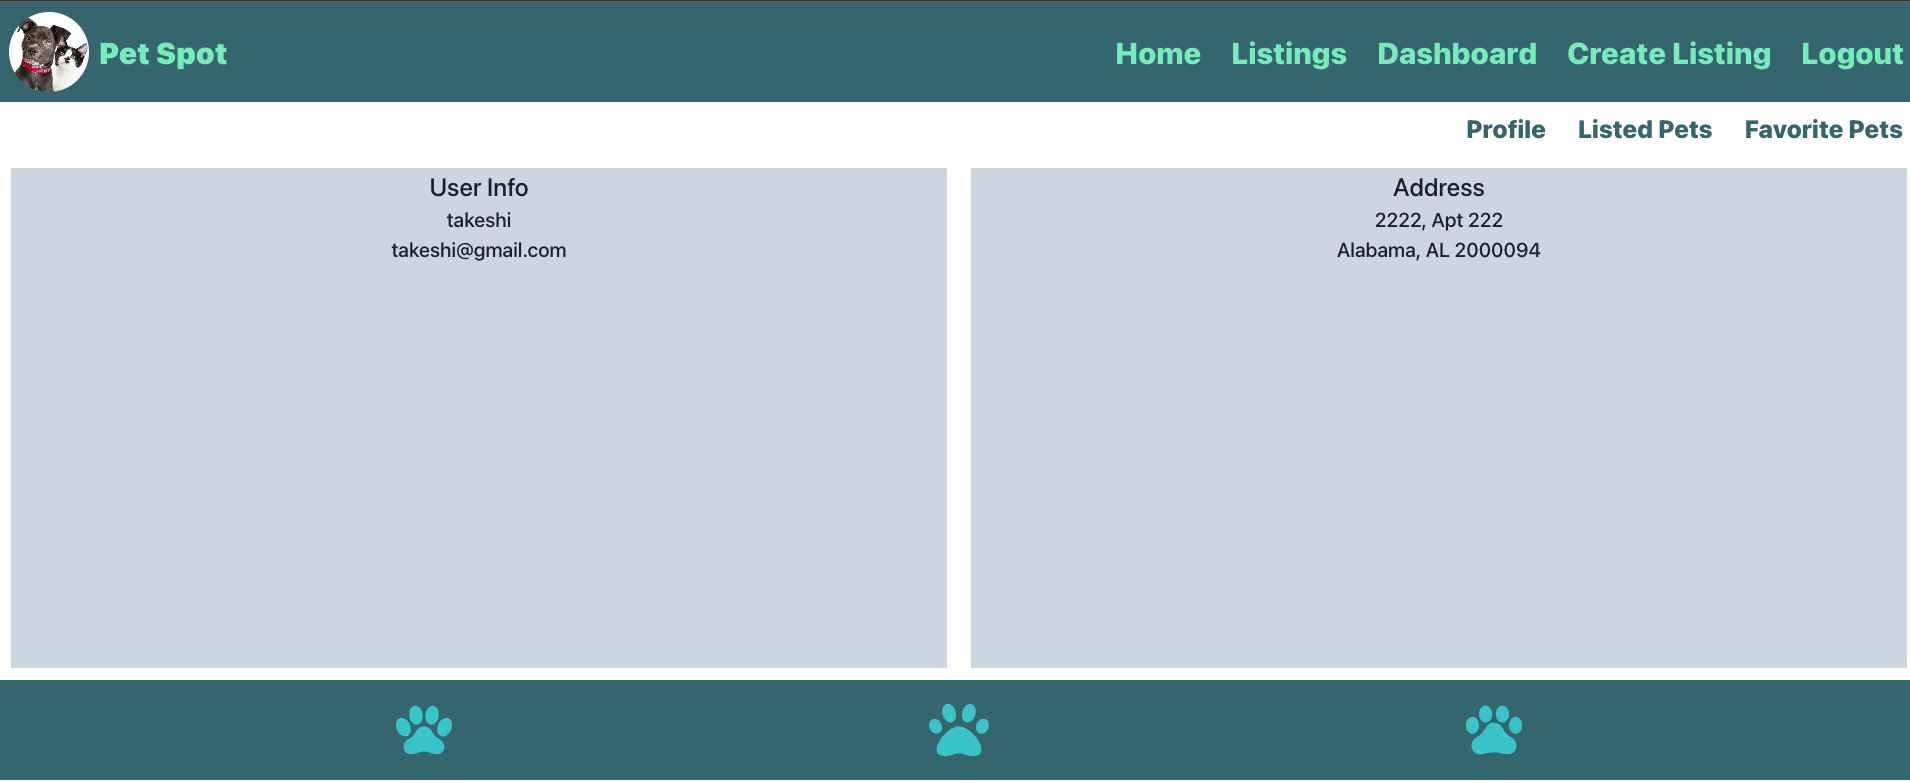 Pet Spot
Home Listings Dashboard Create Listing Logout
Profile Listed Pets Favorite Pets
User Info
takeshi
takeshi@gmail.com
Address
2222, Apt 222
Alabama, AL 2000094